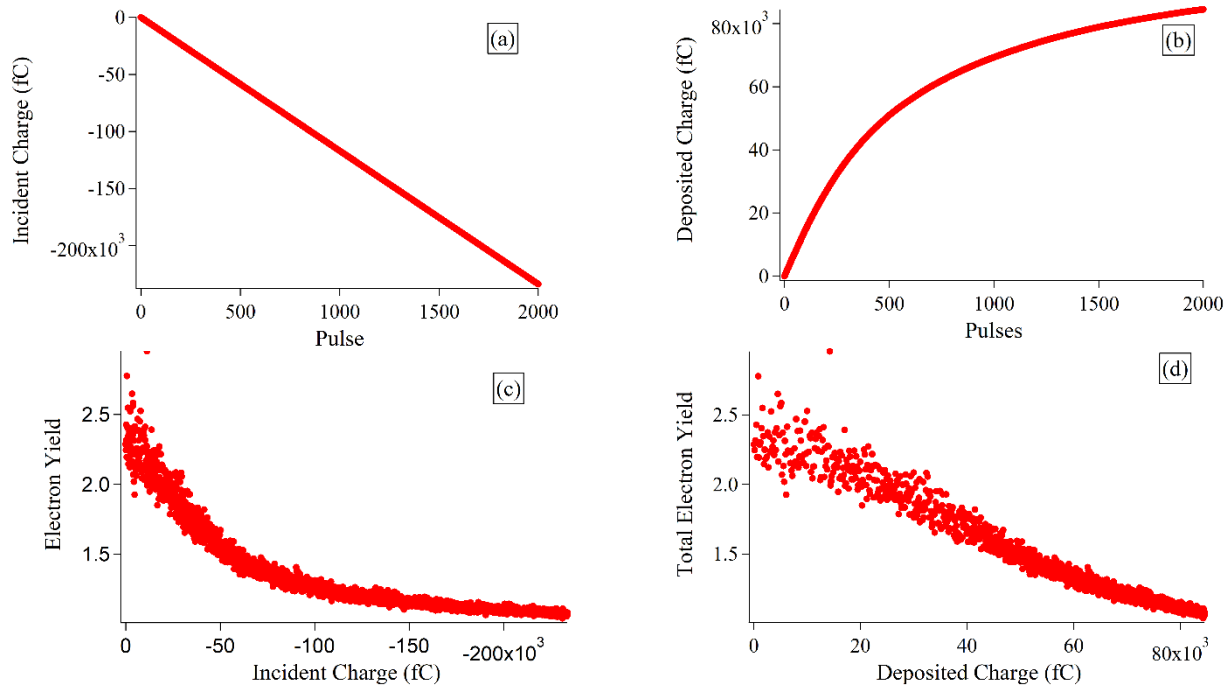 (a)
Incident Charge (fC)
0
-50
-100
-150
-200x10³
0
500
1000
1500
2000
Pulse
(b)
Deposited Charge (fC)
80x10³
60
40
20
0
0
500
1000
1500
2000
Pulses
(c)
Electron Yield
2.5
2.0
1.5
0
-50
-100
-150
-200x10³
Incident Charge (fC)
(d)
Total Electron Yield
2.5
2.0
1.5
0
20
40
60
80x10³
Deposited Charge (fC)